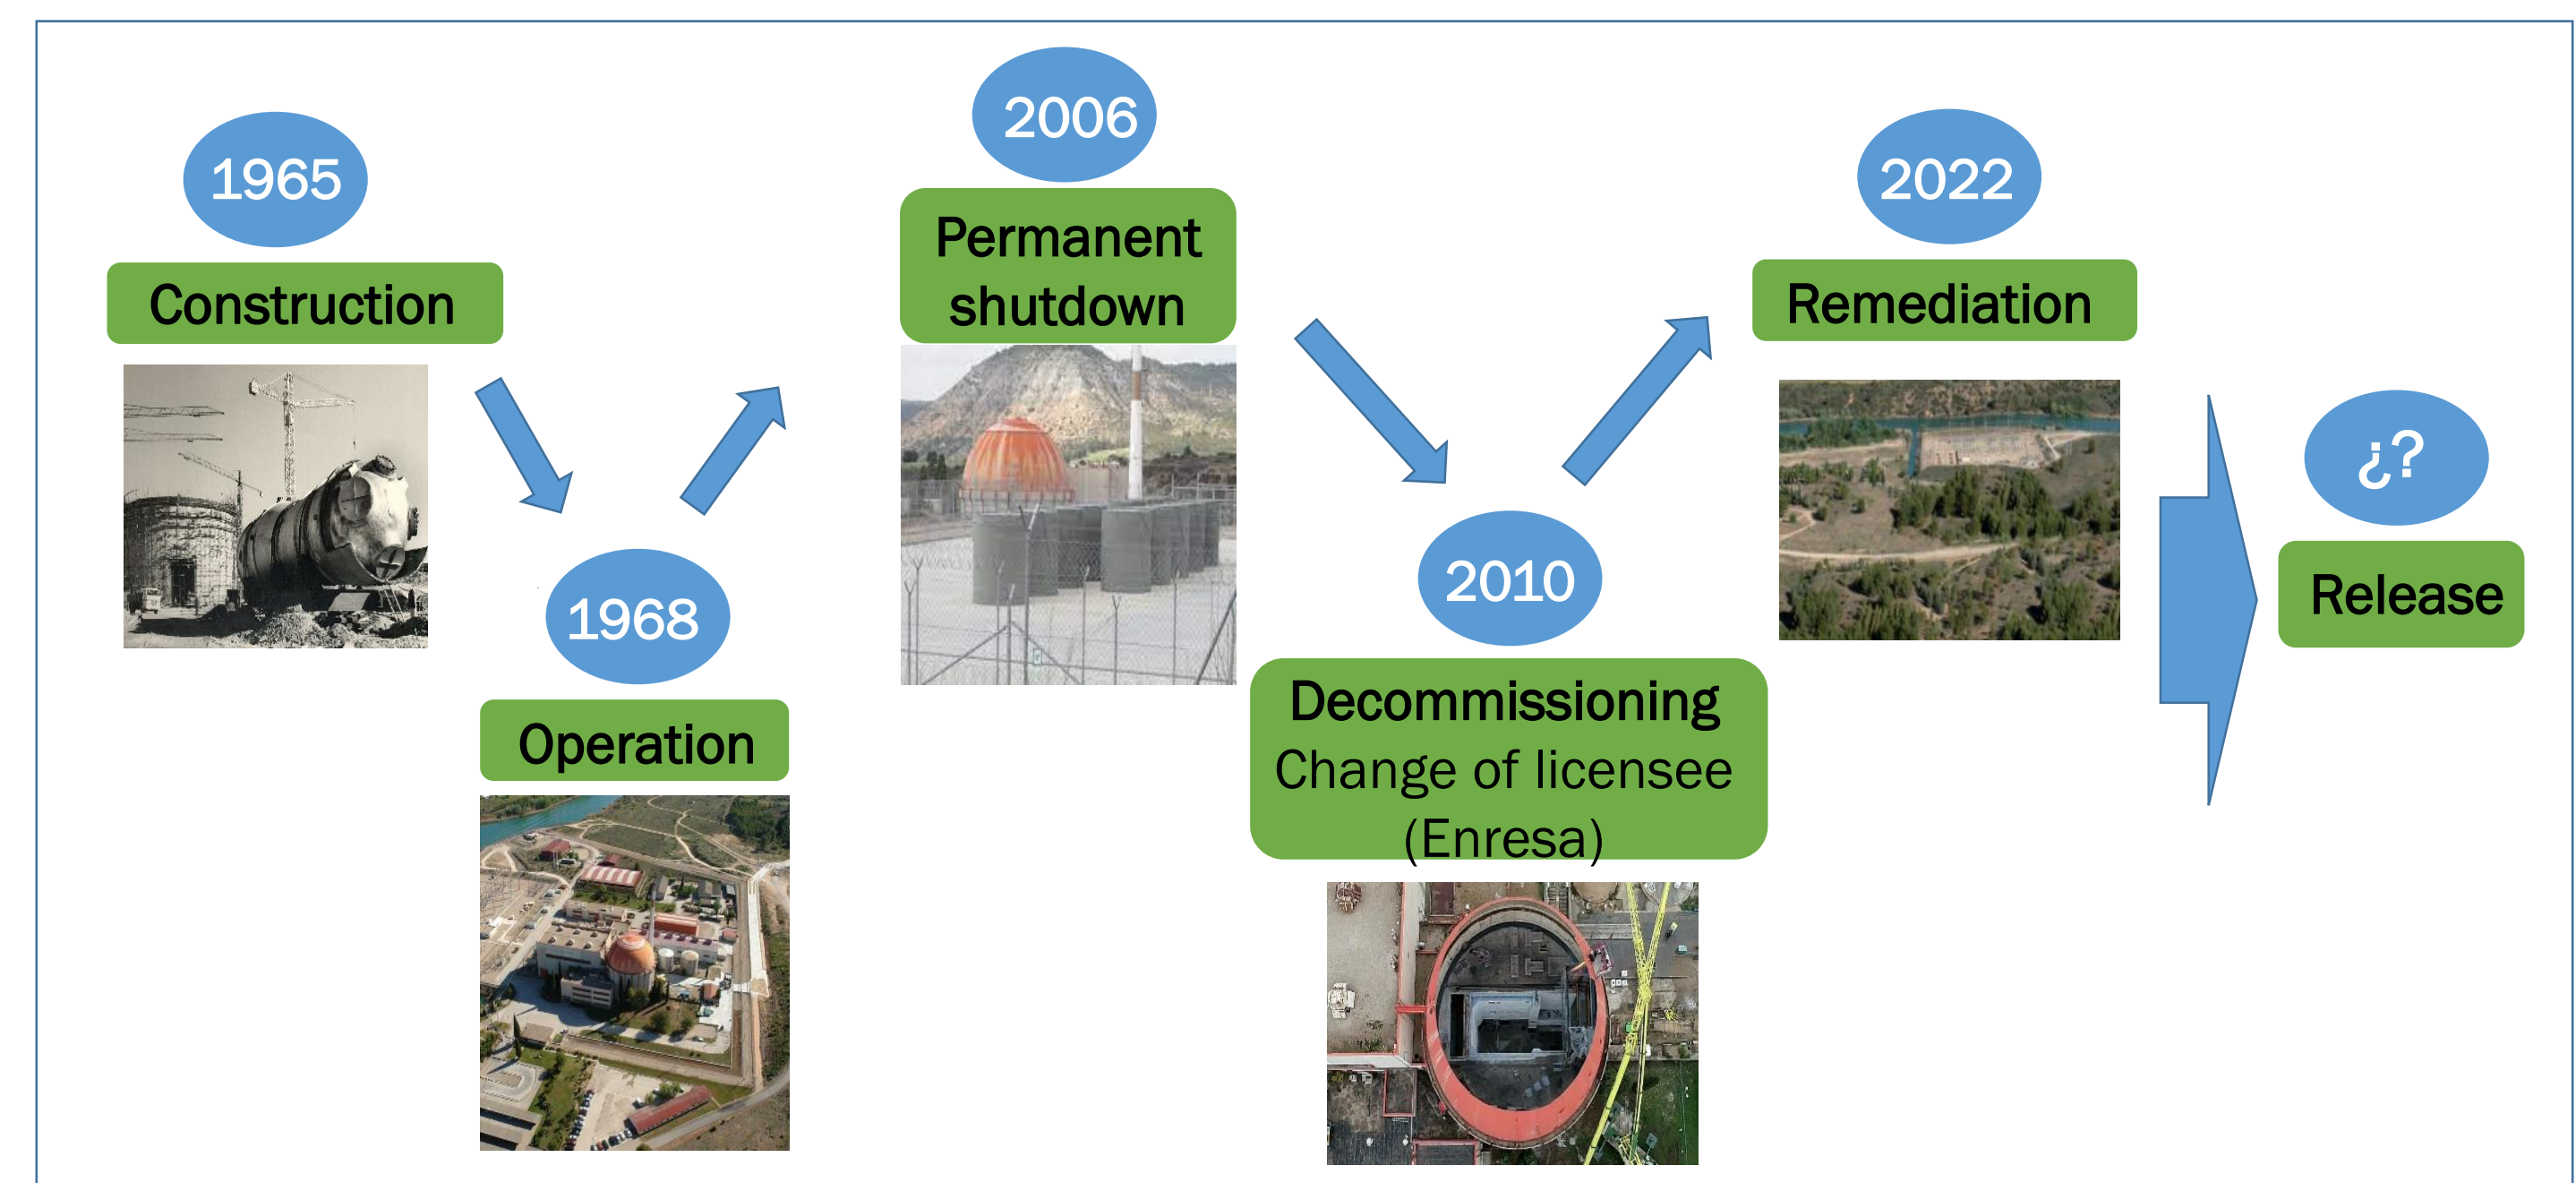 1965
Construction
1968
Operation
2006
Permanent
shutdown
2010
Decommissioning
Change of licensee
(Enresa)
2022
Remediation
¿?
Release